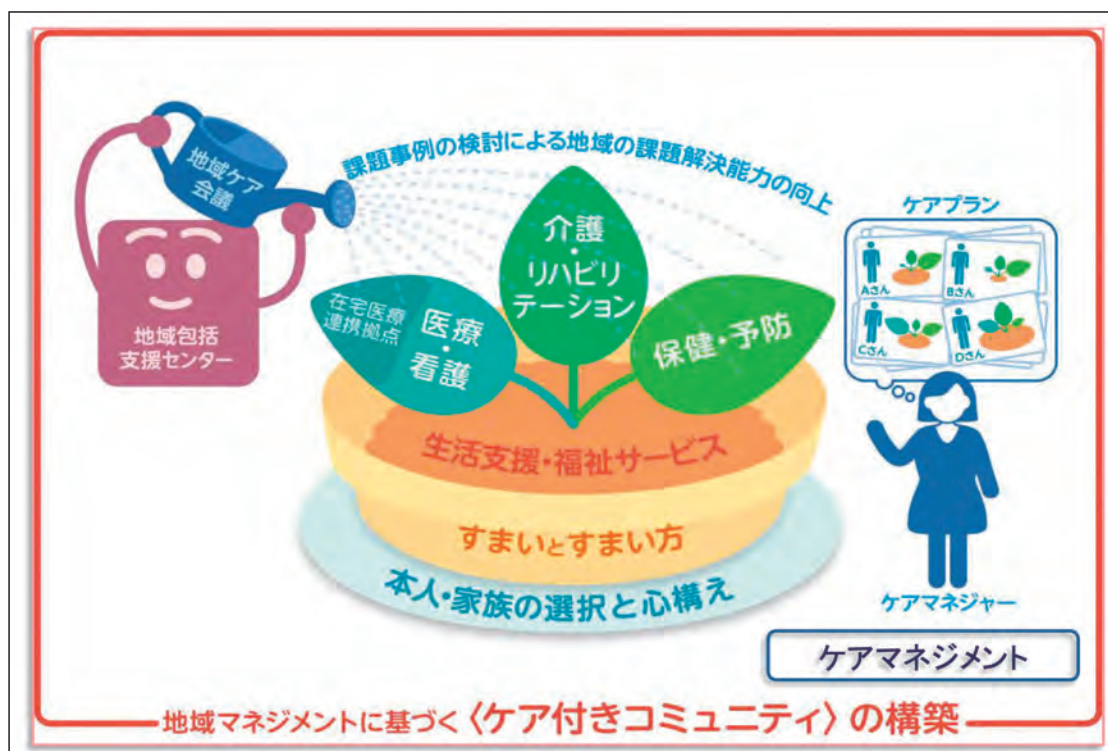 地域ケア
会議
地域包括
支援センター
課題事例の検討による地域の課題解決能力の向上
介護
・
リハビリ
テーション
在宅医療
連携拠点
医療
・
看護
保健・予防
生活支援・福祉サービス
すまいとすまい方
本人・家族の選択と心構え
ケアプラン
Aさん
Bさん
Cさん
Dさん
ケアマネジャー
ケアマネジメント
地域マネジメントに基づく〈ケア付きコミュニティ〉の構築